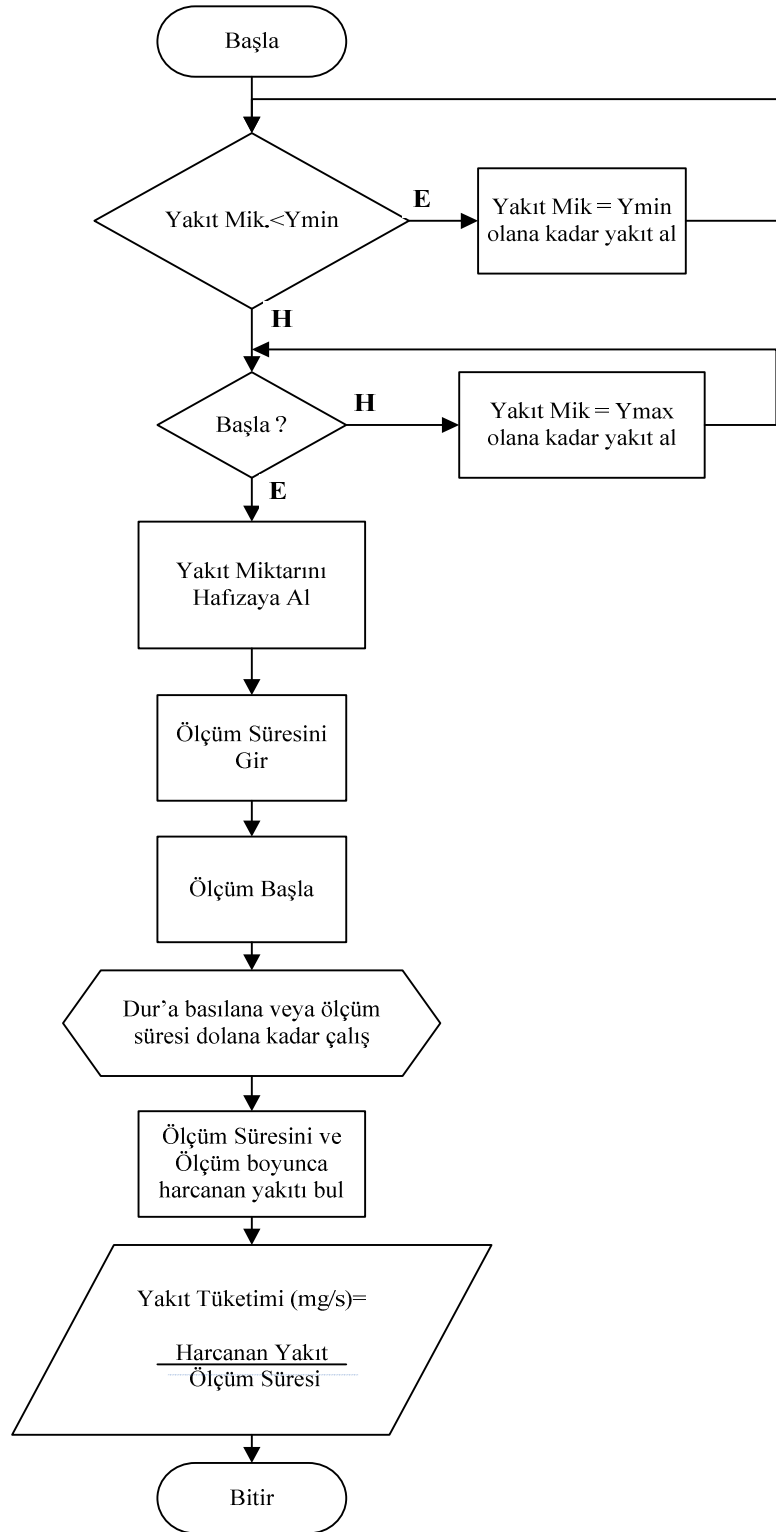 Başla
Yakıt Mik.<Ymin
E
Yakıt Mik = Ymin
olana kadar yakıt al
H
Başla ?
H
Yakıt Mik = Ymax
olana kadar yakıt al
E
Yakıt Miktarını
Hafızaya Al
Ölçüm Süresini
Gir
Ölçüm Başla
Dur’a basılana veya ölçüm
süresi dolana kadar çalış
Ölçüm Süresini ve
Ölçüm boyunca
harcanan yakıtı bul
Yakıt Tüketimi (mg/s)=
Harcanan Yakıt
Ölçüm Süresi
Bitir